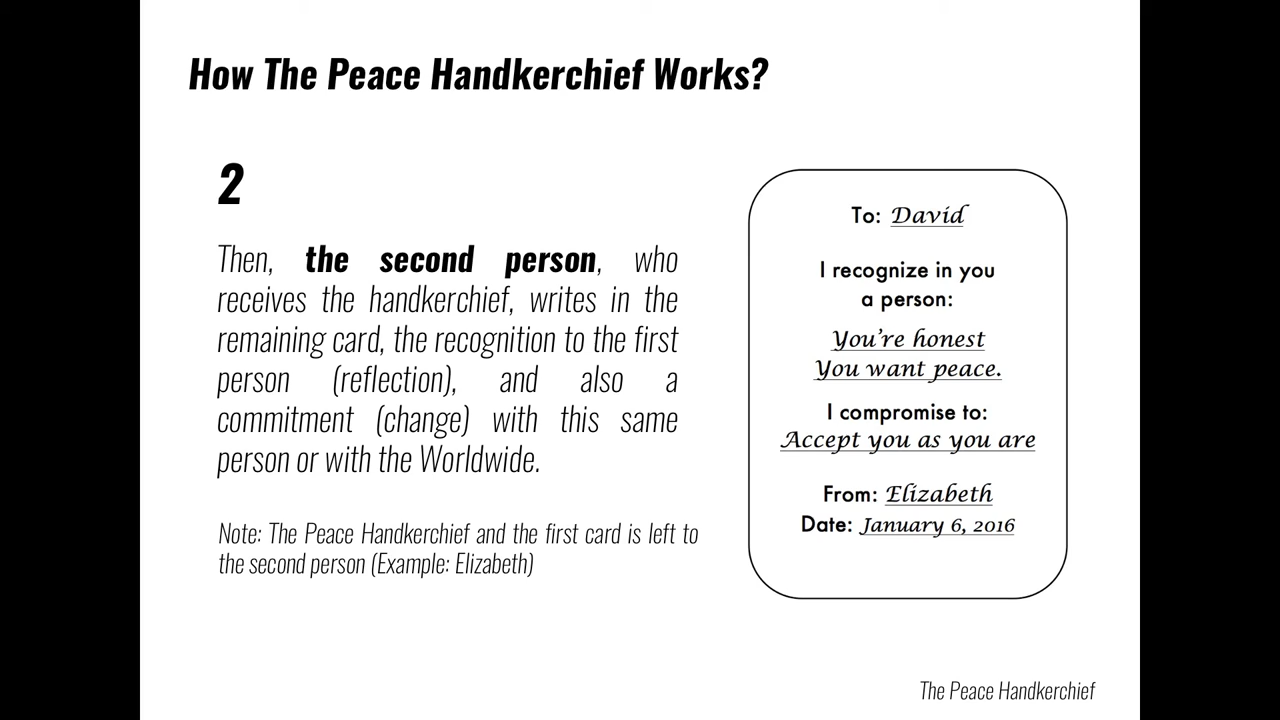 How The Peace Handkerchief Works?
2
Then, the second person, who
receives the handkerchief, writes in the
remaining card, the recognition to the first
person (reflection), and also a
commitment (change) with this same
person or with the Worldwide.
Note: The Peace Handkerchief and the first card is left to
the second person (Example: Elizabeth)
To: David
I recognize in you
a person:
You're honest
You want peace.
I compromise to:
Accept you as you are
From: Elizabeth
Date: January 6, 2016
The Peace Handkerchief